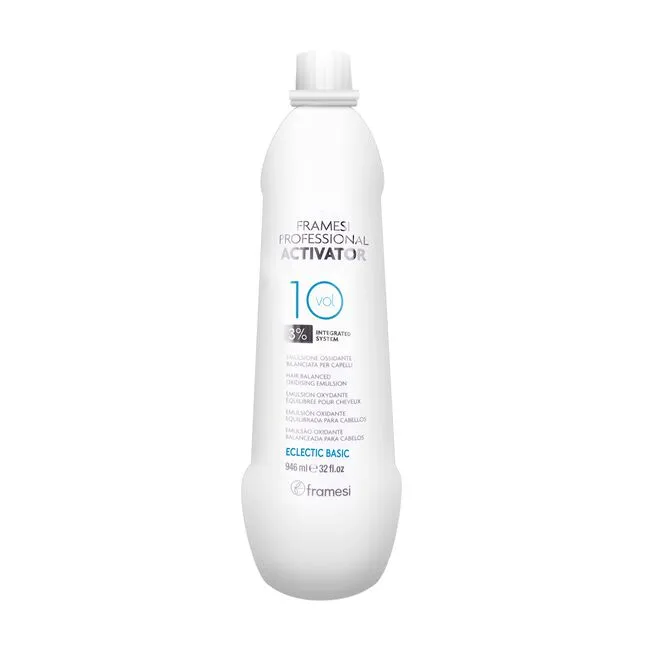 FRAMESI
PROFESSIONAL
ACTIVATOR
10 vol
3% INTEGRATED
SYSTEM
EMULSIONE OSSIDANTE
BILANCIATA PER CAPELLI
HAIR BALANCED
OXIDISING EMULSION
EMULSION OXYDANTE
EQUILIBRÉE POUR CHEVEUX
EMULSIÓN OXIDANTE
EQUILIBRADA PARA CABELLOS
EMULSÃO OXIDANTE
BALANCEADA PARA CABELOS
ECLECTIC BASIC
946 ml ℮ 32 fl.oz
framesi